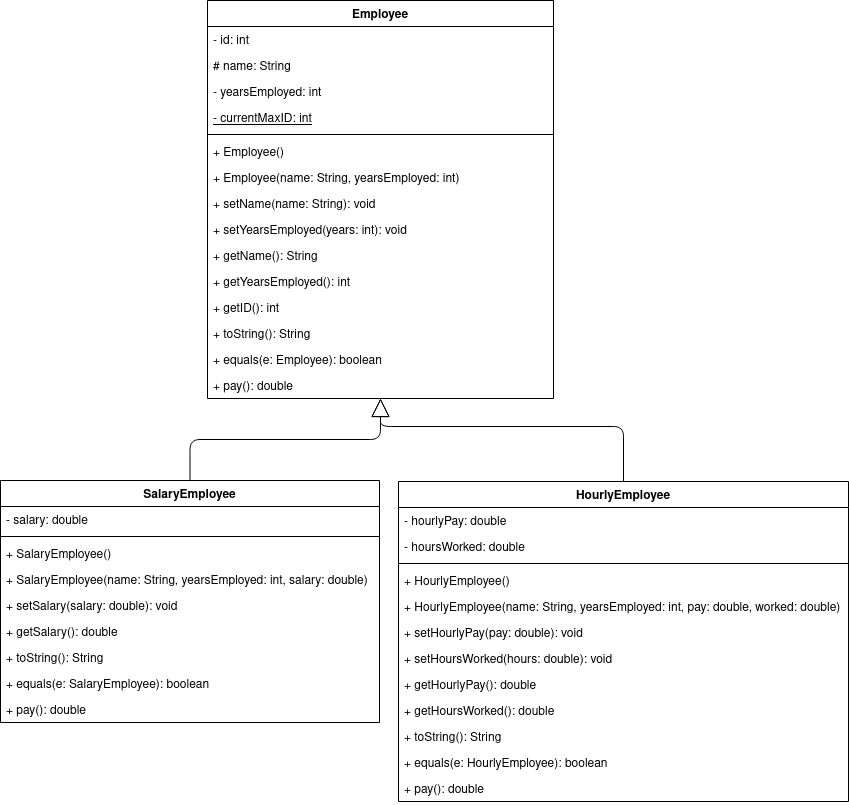 Employee
- id: int
# name: String
- yearsEmployed: int
- currentMaxID: int
+ Employee()
+ Employee(name: String, yearsEmployed: int)
+ setName(name: String): void
+ setYearsEmployed(years: int): void
+ getName(): String
+ getYearsEmployed(): int
+ getID(): int
+ toString(): String
+ equals(e: Employee): boolean
+ pay(): double
SalaryEmployee
- salary: double
+ SalaryEmployee()
+ SalaryEmployee(name: String, yearsEmployed: int, salary: double)
+ setSalary(salary: double): void
+ getSalary(): double
+ toString(): String
+ equals(e: SalaryEmployee): boolean
+ pay(): double
HourlyEmployee
- hourlyPay: double
- hoursWorked: double
+ HourlyEmployee()
+ HourlyEmployee(name: String, yearsEmployed: int, pay: double, worked: double)
+ setHourlyPay(pay: double): void
+ setHoursWorked(hours: double): void
+ getHourlyPay(): double
+ getHoursWorked(): double
+ toString(): String
+ equals(e: HourlyEmployee): boolean
+ pay(): double